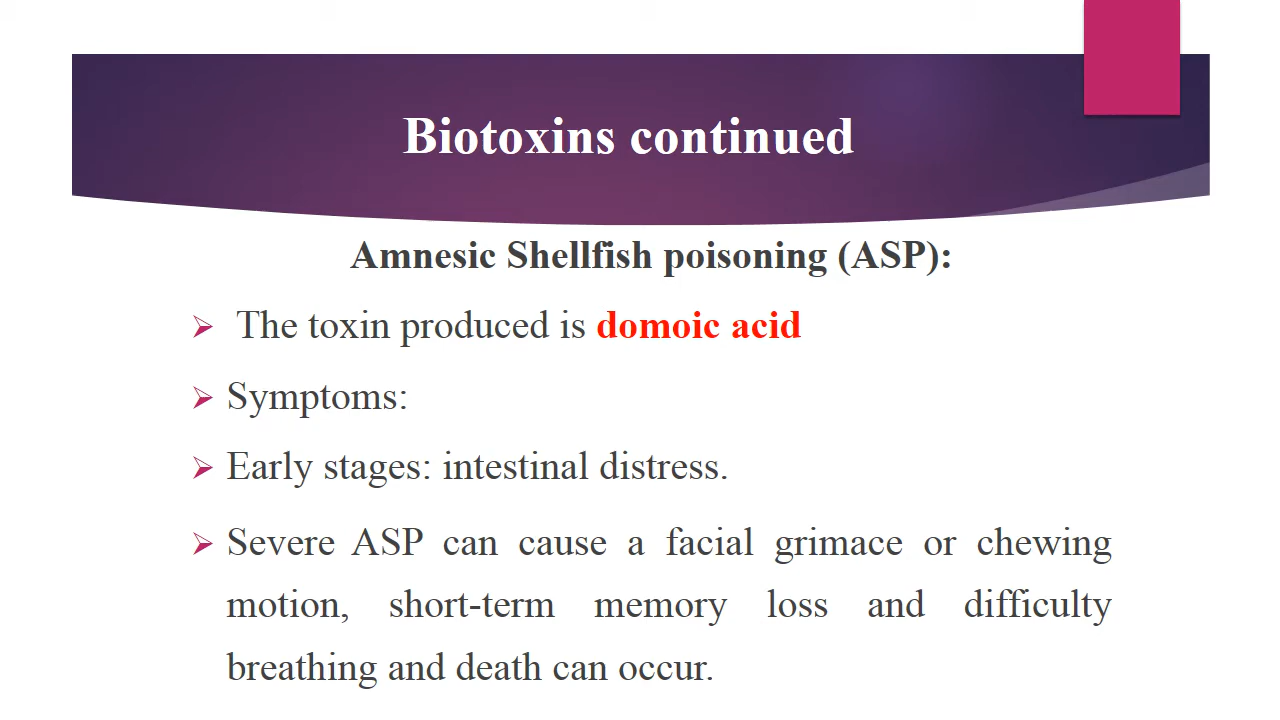 Biotoxins continued
Amnesic Shellfish poisoning (ASP):
The toxin produced is domoic acid
Symptoms:
Early stages: intestinal distress.
Severe ASP can cause a facial grimace or chewing
motion, short-term memory loss and difficulty
breathing and death can occur.